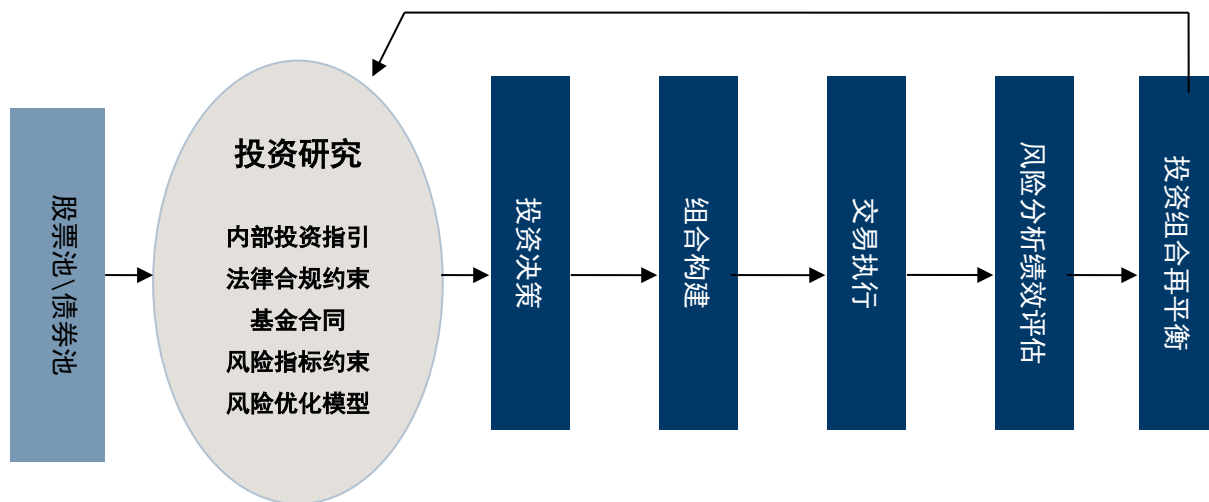 股票池\债券池
投资研究
内部投资指引
法律合规约束
基金合同
风险指标约束
风险优化模型
投资决策
组合构建
交易执行
风险分析绩效评估
投资组合再平衡